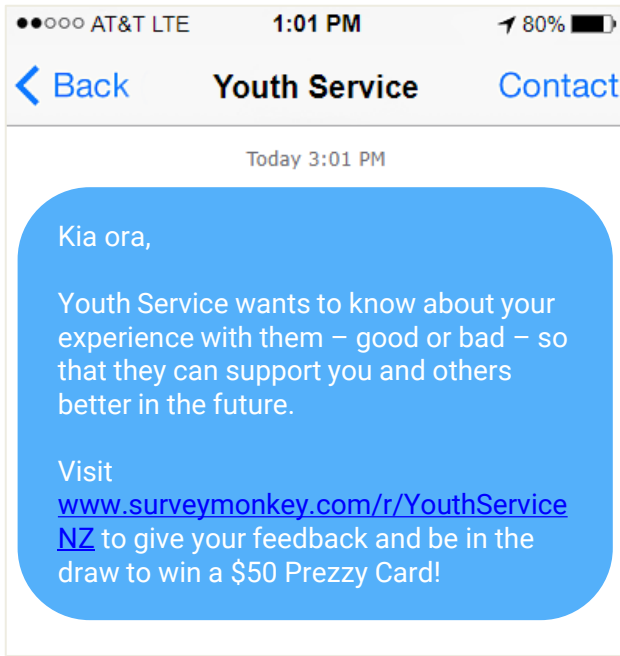 AT&T LTE 1:01 PM 80%
Back Youth Service Contact
Today 3:01 PM
Kia ora,
Youth Service wants to know about your
experience with them – good or bad – so
that they can support you and others
better in the future.
Visit
www.surveymonkey.com/r/YouthService
NZ to give your feedback and be in the
draw to win a $50 Prezzy Card!